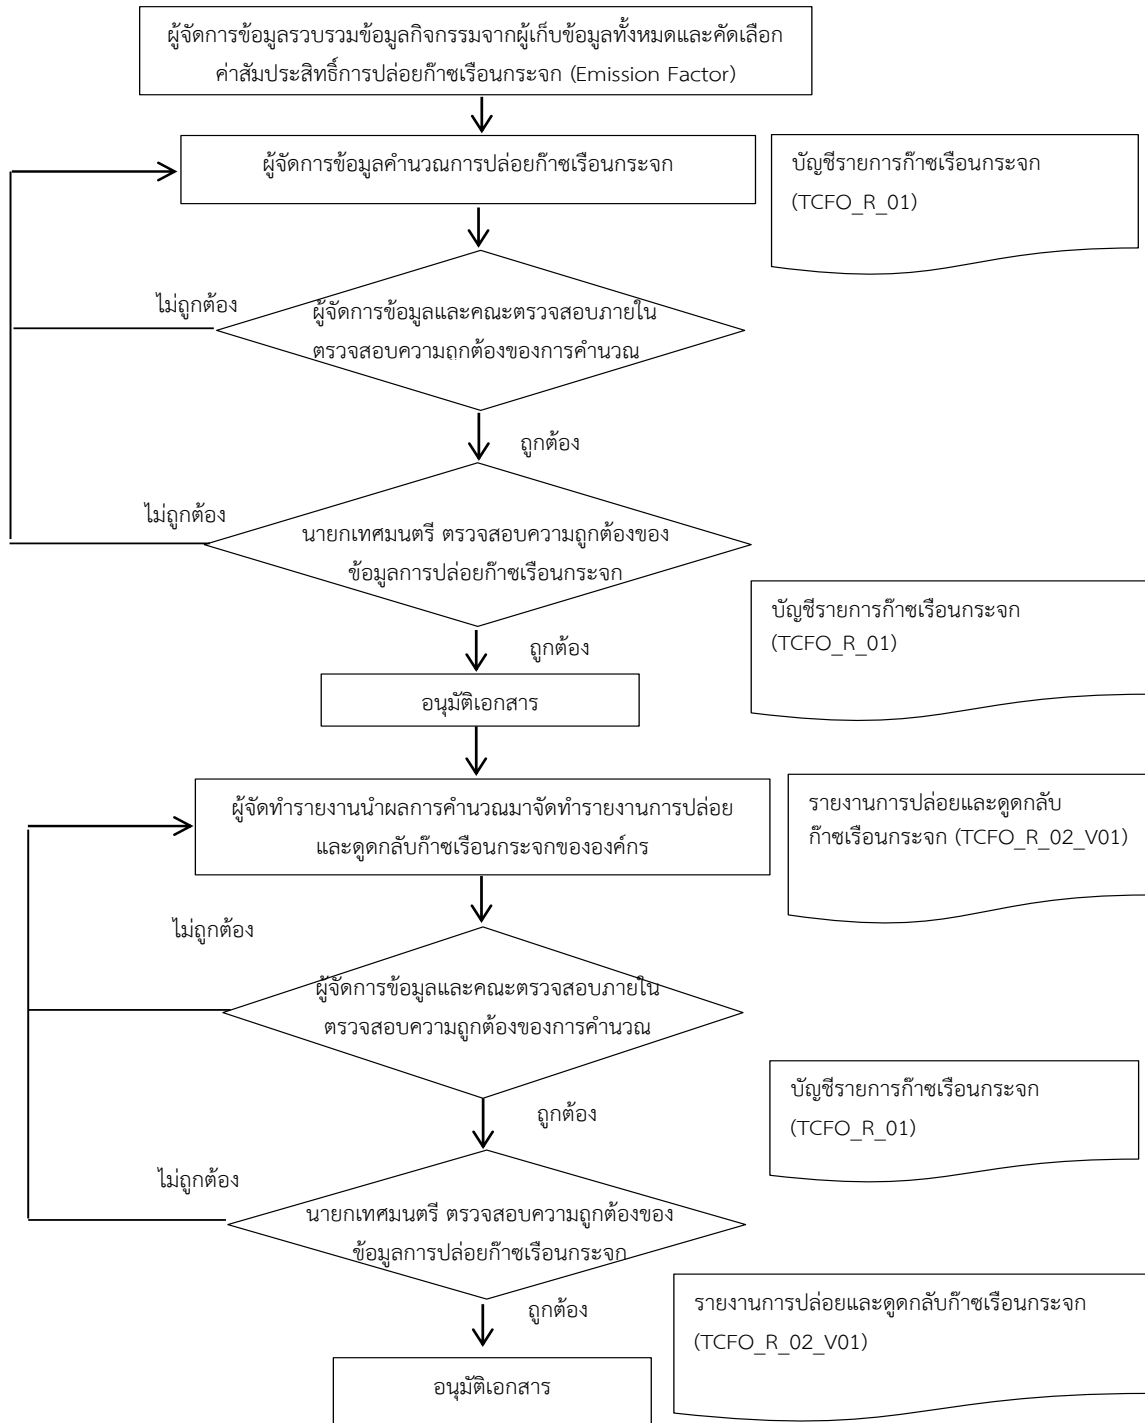 ผู้จัดการข้อมูลรวบรวมข้อมูลกิจกรรมจากผู้เก็บข้อมูลทั้งหมดและคัดเลือก
ค่าสัมประสิทธิ์การปล่อยก๊าซเรือนกระจก (Emission Factor)
ผู้จัดการข้อมูลคำนวณการปล่อยก๊าซเรือนกระจก
บัญชีรายการก๊าซเรือนกระจก
(TCFO_R_01)
ไม่ถูกต้อง
ผู้จัดการข้อมูลและคณะตรวจสอบภายใน
ตรวจสอบความถูกต้องของการคำนวณ
ถูกต้อง
ไม่ถูกต้อง
นายกเทศมนตรี ตรวจสอบความถูกต้องของ
ข้อมูลการปล่อยก๊าซเรือนกระจก
บัญชีรายการก๊าซเรือนกระจก
(TCFO_R_01)
ถูกต้อง
อนุมัติเอกสาร
ผู้จัดทำรายงานนำผลการคำนวณมาจัดทำรายงานการปล่อย
และดูดกลับก๊าซเรือนกระจกขององค์กร
รายงานการปล่อยและดูดกลับ
ก๊าซเรือนกระจก (TCFO_R_02_V01)
ไม่ถูกต้อง
ผู้จัดการข้อมูลและคณะตรวจสอบภายใน
ตรวจสอบความถูกต้องของการคำนวณ
บัญชีรายการก๊าซเรือนกระจก
(TCFO_R_01)
ถูกต้อง
ไม่ถูกต้อง
นายกเทศมนตรี ตรวจสอบความถูกต้องของ
ข้อมูลการปล่อยก๊าซเรือนกระจก
รายงานการปล่อยและดูดกลับก๊าซเรือนกระจก
(TCFO_R_02_V01)
ถูกต้อง
อนุมัติเอกสาร